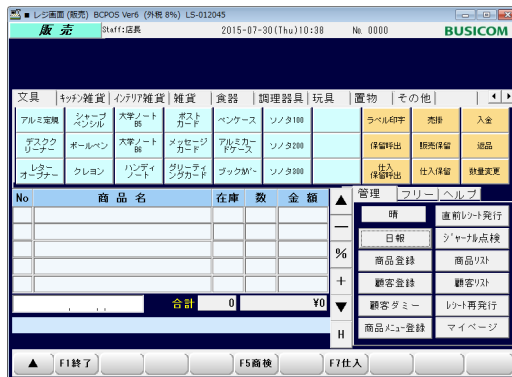 レジ画面 (販売) BCPOS Ver6 (外税 8%) LS-012045
販 売 Staff:店長 2015-07-30(Thu)10:38 No. 0000 BUSICOM
文具 キッチン雑貨 インテリア雑貨 雑貨 食器 調理器具 玩具 置物 その他
アルミ定規 シャープペンシル 大学ノートB5 ポストカード ペンケース ソノタ100 ラベル印字 売掛 入金
デスククリーナー ボールペン 大学ノートB6 メッセージカード アルミカードケース ソノタ200 保留呼出 販売保留 返品
レターオープナー クレヨン ハンディノート グリーティングカード ソノタ300 仕入保留呼出 仕入保留 数量変更
No 商 品 名 在庫 数 金 額 ▲ 管理 フリー ヘルプ
晴 直前レシート発行
日報 ジャーナル点検
% 商品登録 商品リスト
+ 顧客登録 顧客リスト
合計 0 ¥0 ▼ 顧客ダミー レシート再発行
H 商品メニュー登録 マイページ
▲ F1終了 F5商検 F7仕入